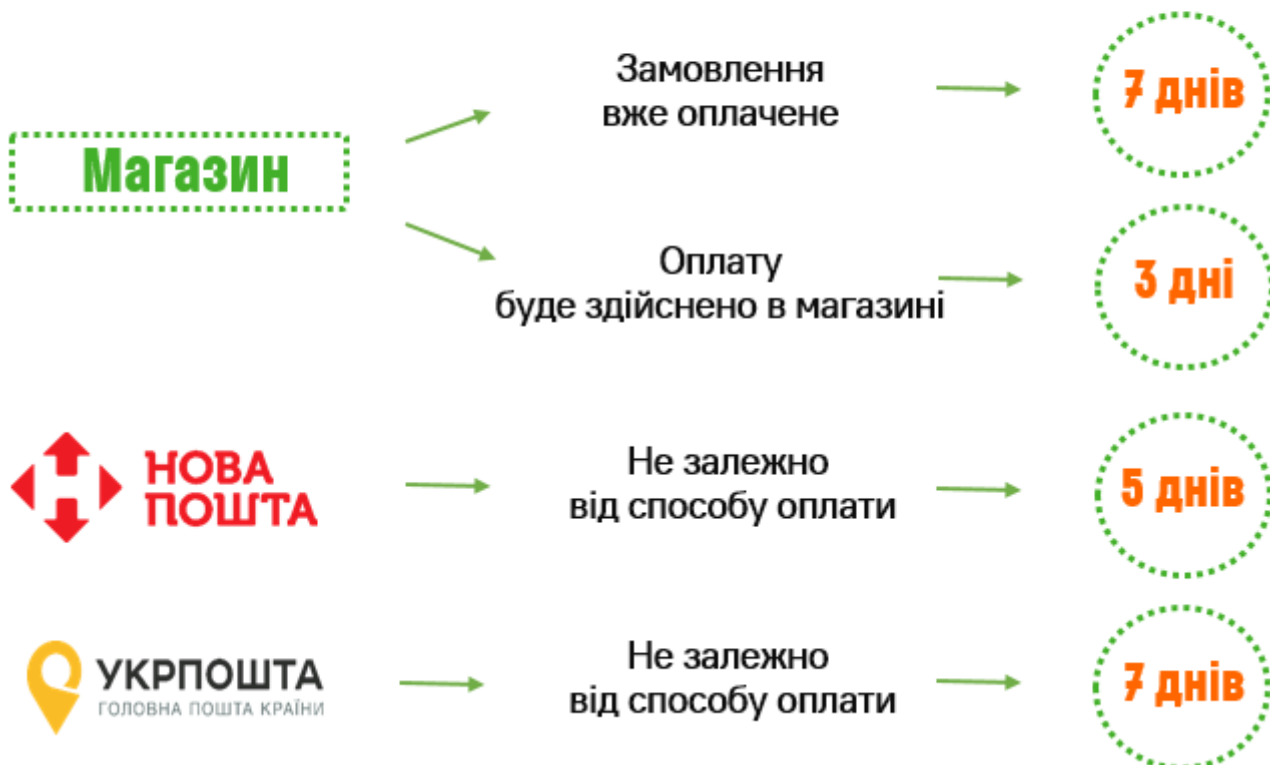 Замовлення
вже оплачене
7 днів
Магазин
Оплату
буде здійснено в магазині
3 дні
НОВА
ПОШТА
Не залежно
від способу оплати
5 днів
УКРПОШТА
ГОЛОВНА ПОШТА КРАЇНИ
Не залежно
від способу оплати
7 днів